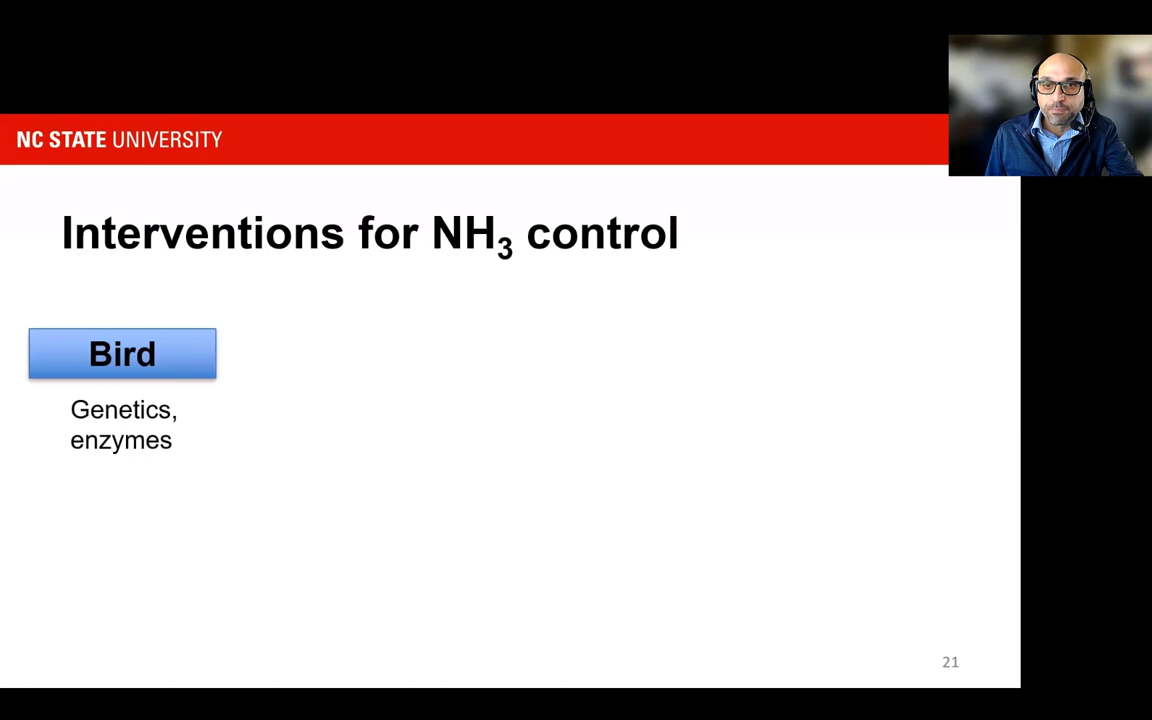 NC STATE UNIVERSITY
Interventions for NH₃ control
Bird
Genetics,
enzymes
21